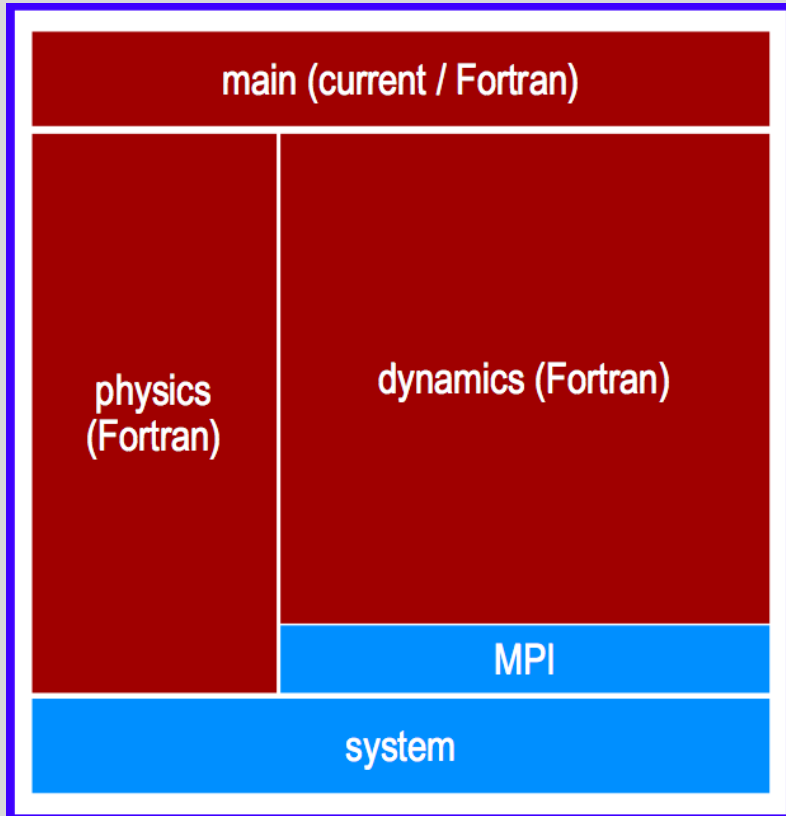 main (current / Fortran)
physics
(Fortran)
dynamics (Fortran)
MPI
system